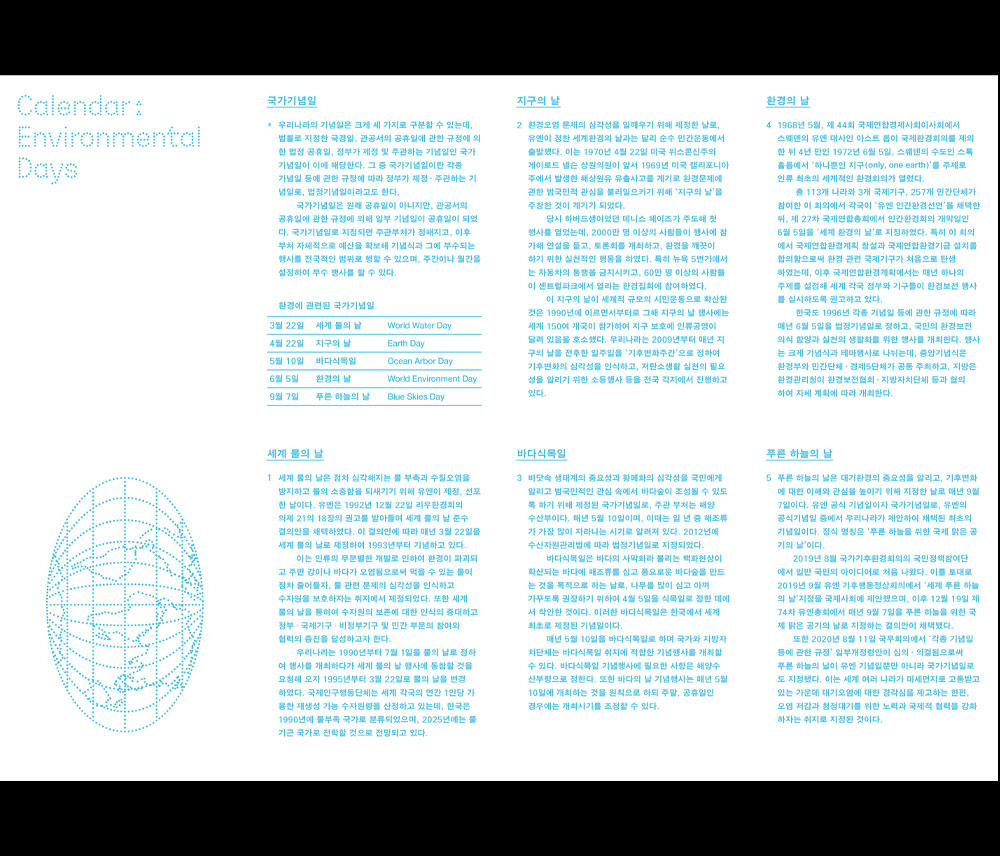 Calendar:
Environmental
Days
국가기념일
* 우리나라의 기념일은 크게 세 가지로 구분할 수 있는데,
법률로 지정한 국경일, 관공서의 공휴일에 관한 규정에 의
한 법정 공휴일, 정부가 제정 및 주관하는 기념일인 국가
기념일이 이에 해당한다. 그 중 국가기념일이란 각종
기념일 등에 관한 규정에 따라 정부가 제정·주관하는 기
념일로, 법정기념일이라고도 한다.
국가기념일은 원래 공휴일이 아니지만, 관공서의
공휴일에 관한 규정에 의해 일부 기념일이 공휴일이 되었
다. 국가기념일로 지정되면 주관부처가 정해지고, 이후
부처 자체적으로 예산을 확보해 기념식과 그에 부수되는
행사를 전국적인 범위로 행할 수 있으며, 주간이나 월간을
설정하여 부수 행사를 할 수 있다.
환경에 관련된 국가기념일
3월 22일 세계 물의 날 World Water Day
4월 22일 지구의 날 Earth Day
5월 10일 바다식목일 Ocean Arbor Day
6월 5일 환경의 날 World Environment Day
9월 7일 푸른 하늘의 날 Blue Skies Day
세계 물의 날
1 세계 물의 날은 점차 심각해지는 물 부족과 수질오염을
방지하고 물의 소중함을 되새기기 위해 유엔이 제정, 선포
한 날이다. 유엔은 1992년 12월 22일 리우환경회의
의제 21의 18장의 권고를 받아들여 세계 물의 날 준수
결의안을 채택하였다. 이 결의안에 따라 매년 3월 22일을
세계 물의 날로 제정하여 1993년부터 기념하고 있다.
이는 인류의 무분별한 개발로 인하여 환경이 파괴되
고 주변 강이나 바다가 오염됨으로써 먹을 수 있는 물이
점차 줄어들자, 물 관련 문제의 심각성을 인식하고
수자원을 보호하자는 취지에서 제정되었다. 또한 세계
물의 날을 통하여 수자원의 보존에 대한 인식의 증대하고
정부·국제기구·비정부기구 및 민간 부문의 참여와
협력의 증진을 달성하고자 한다.
우리나라는 1990년부터 7월 1일을 물의 날로 정하
여 행사를 개최하다가 세계 물의 날 행사에 동참할 것을
요청해 오자 1995년부터 3월 22일로 물의 날을 변경
하였다. 국제인구행동단체는 세계 각국의 연간 1인당 가
용한 재생성 가능 수자원량을 산정하고 있는데, 한국은
1990년에 물부족 국가로 분류되었으며, 2025년에는 물
기근 국가로 전락할 것으로 전망되고 있다.
지구의 날
2 환경오염 문제의 심각성을 일깨우기 위해 제정한 날로,
유엔이 정한 세계환경의 날과는 달리 순수 민간운동에서
출발했다. 이는 1970년 4월 22일 미국 위스콘신주의
게이로드 넬슨 상원의원이 앞서 1969년 미국 캘리포니아
주에서 발생한 해상원유 유출사고를 계기로 환경문제에
관한 범국민적 관심을 불러일으키기 위해 '지구의 날'을
주창한 것이 계기가 되었다.
당시 하버드생이었던 데니스 헤이즈가 주도해 첫
행사를 열었는데, 2000만 명 이상의 사람들이 행사에 참
가해 연설을 듣고, 토론회를 개최하고, 환경을 깨끗이
하기 위한 실천적인 행동을 하였다. 특히 뉴욕 5번가에서
는 자동차의 통행을 금지시키고, 60만 명 이상의 사람들
이 센트럴파크에서 열리는 환경집회에 참여하였다.
이 지구의 날이 세계적 규모의 시민운동으로 확산된
것은 1990년에 이르면서부터로 그해 지구의 날 행사에는
세계 150여 개국이 참가하여 지구 보호에 인류공영이
달려 있음을 호소했다. 우리나라는 2009년부터 매년 지
구의 날을 전후한 일주일을 '기후변화주간'으로 정하여
기후변화의 심각성을 인식하고, 저탄소생활 실천의 필요
성을 알리기 위한 소등행사 등을 전국 각지에서 진행하고
있다.
바다식목일
3 바닷속 생태계의 중요성과 황폐화의 심각성을 국민에게
알리고 범국민적인 관심 속에서 바다숲이 조성될 수 있도
록 하기 위해 제정된 국가기념일로, 주관 부처는 해양
수산부이다. 매년 5월 10일이며, 이때는 일 년 중 해조류
가 가장 많이 자라나는 시기로 알려져 있다. 2012년에
수산자원관리법에 따라 법정기념일로 지정되었다.
바다식목일은 바다의 사막화라 불리는 백화현상이
확산되는 바다에 해조류를 심고 풍요로운 바다숲을 만드
는 것을 목적으로 하는 날로, 나무를 많이 심고 아껴
가꾸도록 권장하기 위하여 4월 5일을 식목일로 정한 데에
서 착안한 것이다. 이러한 바다식목일은 한국에서 세계
최초로 제정된 기념일이다.
매년 5월 10일을 바다식목일로 하며 국가와 지방자
치단체는 바다식목일 취지에 적합한 기념행사를 개최할
수 있다. 바다식목일 기념행사에 필요한 사항은 해양수
산부령으로 정한다. 또한 바다의 날 기념행사는 매년 5월
10일에 개최하는 것을 원칙으로 하되 주말, 공휴일인
경우에는 개최시기를 조정할 수 있다.
환경의 날
4 1968년 5월, 제 44회 국제연합경제사회이사회에서
스웨덴의 유엔 대사인 아스트 롬이 국제환경회의를 제의
한 뒤 4년 만인 1972년 6월 5일, 스웨덴의 수도인 스톡
홀름에서 '하나뿐인 지구(only, one earth)'를 주제로
인류 최초의 세계적인 환경회의가 열렸다.
총 113개 나라와 3개 국제기구, 257개 민간단체가
참여한 이 회의에서 각국이 '유엔 인간환경선언'을 채택한
뒤, 제 27차 국제연합총회에서 인간환경회의 개막일인
6월 5일을 '세계 환경의 날'로 지정하였다. 특히 이 회의
에서 국제연합환경계획 창설과 국제연합환경기금 설치를
합의함으로써 환경 관련 국제기구가 처음으로 탄생
하였는데, 이후 국제연합환경계획에서는 매년 하나의
주제를 설정해 세계 각국 정부와 기구들이 환경보전 행사
를 실시하도록 권고하고 있다.
한국도 1996년 각종 기념일 등에 관한 규정에 따라
매년 6월 5일을 법정기념일로 정하고, 국민의 환경보전
의식 함양과 실천의 생활화를 위한 행사를 개최한다. 행사
는 크게 기념식과 테마행사로 나뉘는데, 중앙기념식은
환경부와 민간단체·경제5단체가 공동 주최하고, 지방은
환경관리청이 환경보전협회·지방자치단체 등과 협의
하여 자체 계획에 따라 개최한다.
푸른 하늘의 날
5 푸른 하늘의 날은 대기환경의 중요성을 알리고, 기후변화
에 대한 이해와 관심을 높이기 위해 지정한 날로 매년 9월
7일이다. 유엔 공식 기념일이자 국가기념일로, 유엔의
공식기념일 중에서 우리나라가 제안하여 채택된 최초의
기념일이다. 정식 명칭은 '푸른 하늘을 위한 국제 맑은 공
기의 날'이다.
2019년 8월 국가기후환경회의의 국민정책참여단
에서 일반 국민의 아이디어로 처음 나왔다. 이를 토대로
2019년 9월 유엔 기후행동정상회에서 '세계 푸른 하늘
의 날'지정을 국제사회에 제안했으며, 이후 12월 19일 제
74차 유엔총회에서 매년 9월 7일을 푸른 하늘을 위한 국
제 맑은 공기의 날로 지정하는 결의안이 채택됐다.
또한 2020년 8월 11일 국무회의에서 '각종 기념일
등에 관한 규정' 일부개정령안이 심의·의결됨으로써
푸른 하늘의 날이 유엔 기념일뿐만 아니라 국가기념일로
도 지정됐다. 이는 세계 여러 나라가 미세먼지로 고통받고
있는 가운데 대기오염에 대한 경각심을 제고하는 한편,
오염 저감과 청정대기를 위한 노력과 국제적 협력을 강화
하자는 취지로 지정된 것이다.